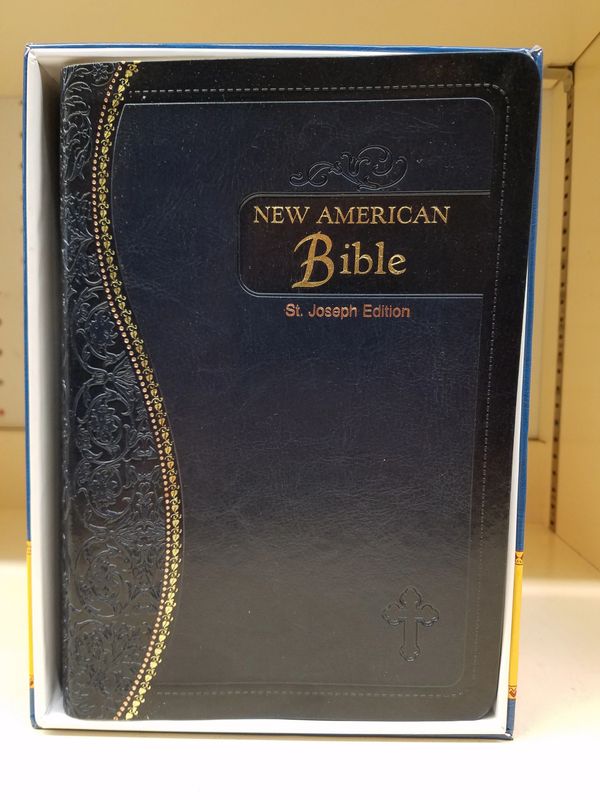 NEW AMERICAN
Bible
St. Joseph Edition